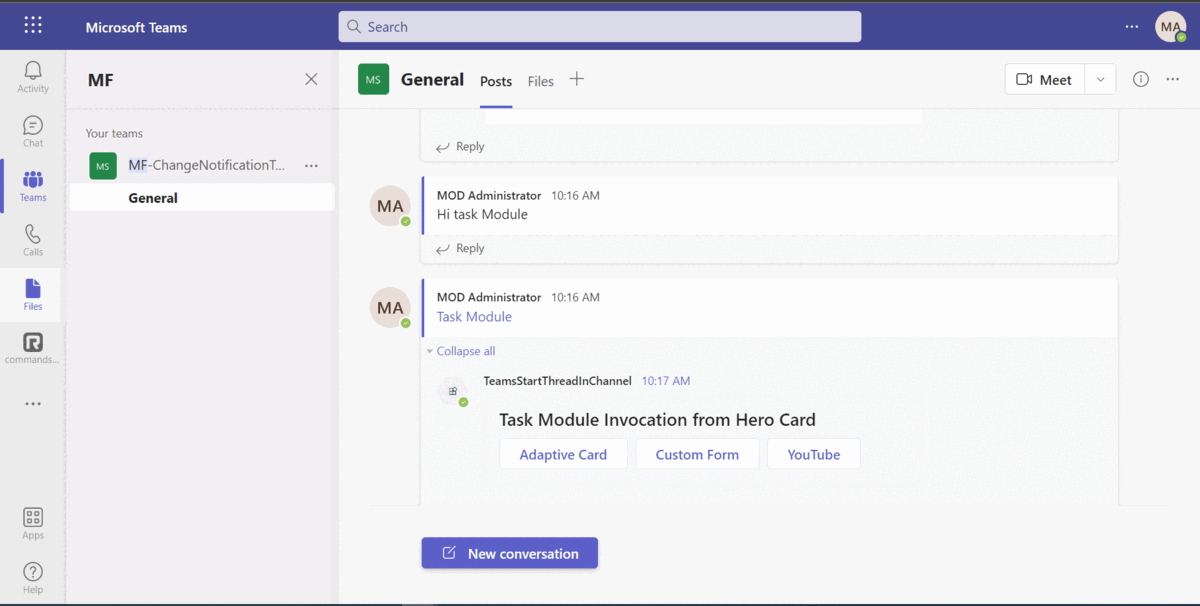 Microsoft Teams
Search
MA
Activity
Chat
Teams
Calls
Files
commands...
Apps
Help
MF
Your teams
MS
MF-ChangeNotificationT...
General
MS
General
Posts
Files
Meet
Reply
MA
MOD Administrator 10:16 AM
Hi task Module
Reply
MA
MOD Administrator 10:16 AM
Task Module
Collapse all
TeamsStartThreadInChannel 10:17 AM
Task Module Invocation from Hero Card
Adaptive Card Custom Form YouTube
New conversation